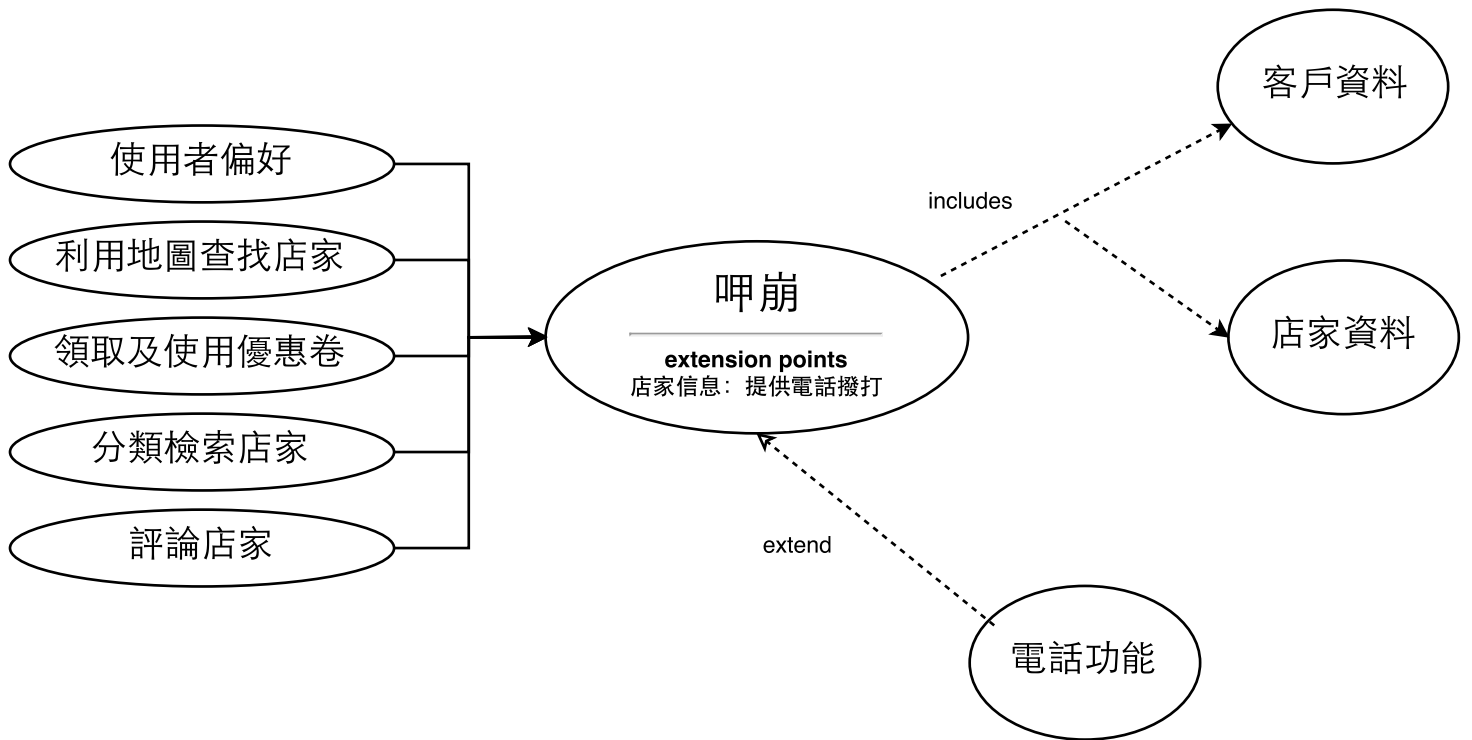 使用者偏好
利用地圖查找店家
領取及使用優惠卷
分類檢索店家
評論店家
呷崩
extension points
店家信息：提供電話撥打
includes
客戶資料
店家資料
extend
電話功能